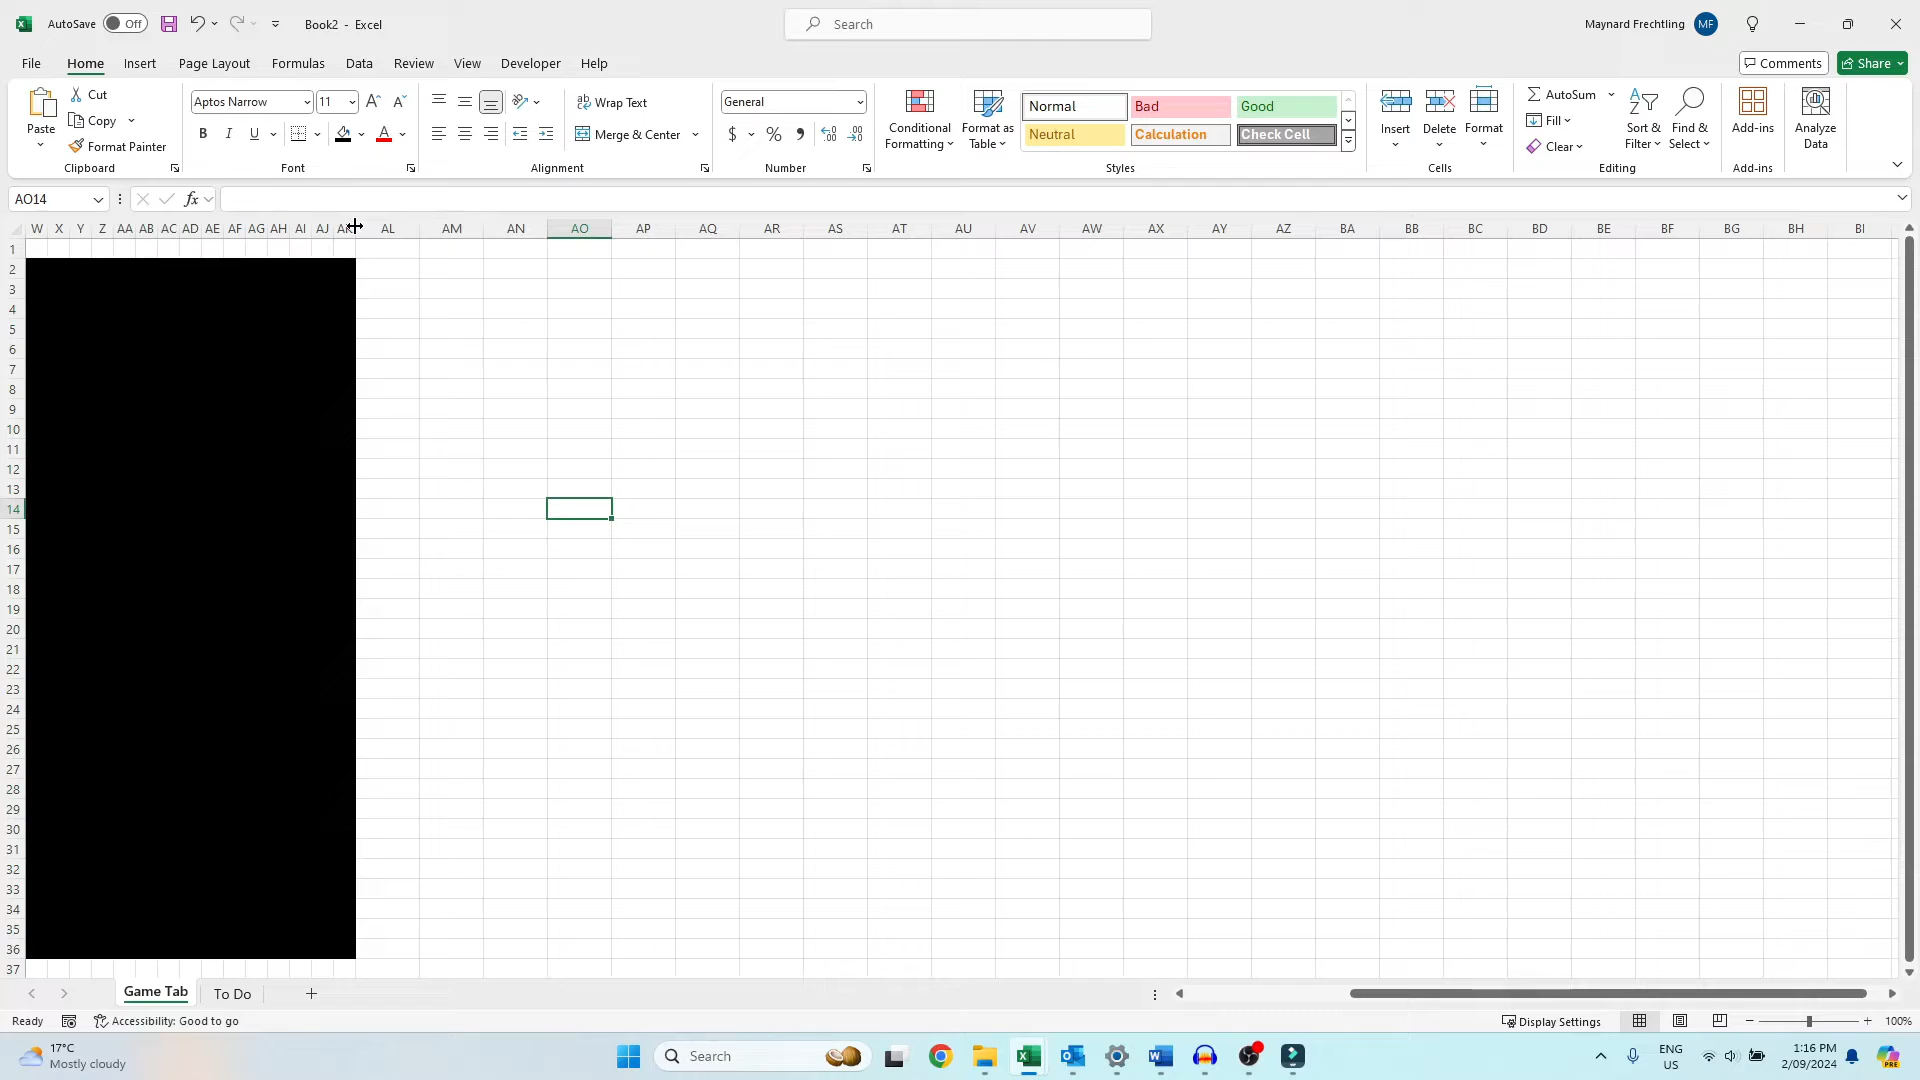 AutoSave Off Book2 - Excel Search Maynard Frechtling MF
File Home Insert Page Layout Formulas Data Review View Developer Help Comments Share
Paste Cut Copy Format Painter Clipboard
Aptos Narrow 11 B I U A Font
Wrap Text Merge & Center Alignment
General $ % , Number
Conditional Formatting Format as Table Normal Bad Good Neutral Calculation Check Cell Styles
Insert Delete Format Cells
AutoSum Fill Clear Sort & Filter Find & Select Editing
Add-ins Add-ins
Analyze Data
AO14 fx
W X Y Z AA AB AC AD AE AF AG AH AI AJ AL AM AN AO AP AQ AR AS AT AU AV AW AX AY AZ BA BB BC BD BE BF BG BH BI
1
2
3
4
5
6
7
8
9
10
11
12
13
14
15
16
17
18
19
20
21
22
23
24
25
26
27
28
29
30
31
32
33
34
35
36
37
Game Tab To Do
Ready Accessibility: Good to go Display Settings 100%
17°C
Mostly cloudy
Search
ENG
US
1:16 PM
2/09/2024
PRE